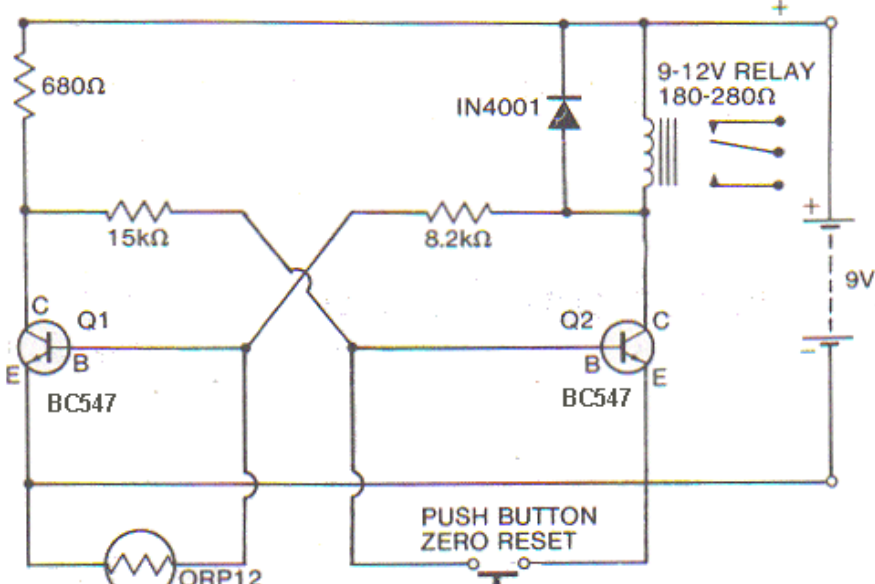 +
680Ω
IN4001
9-12V RELAY
180-280Ω
15kΩ
8.2kΩ
+
9V
-
C
Q1
B
E
BC547
Q2
C
B
E
BC547
PUSH BUTTON
ZERO RESET
ORP12